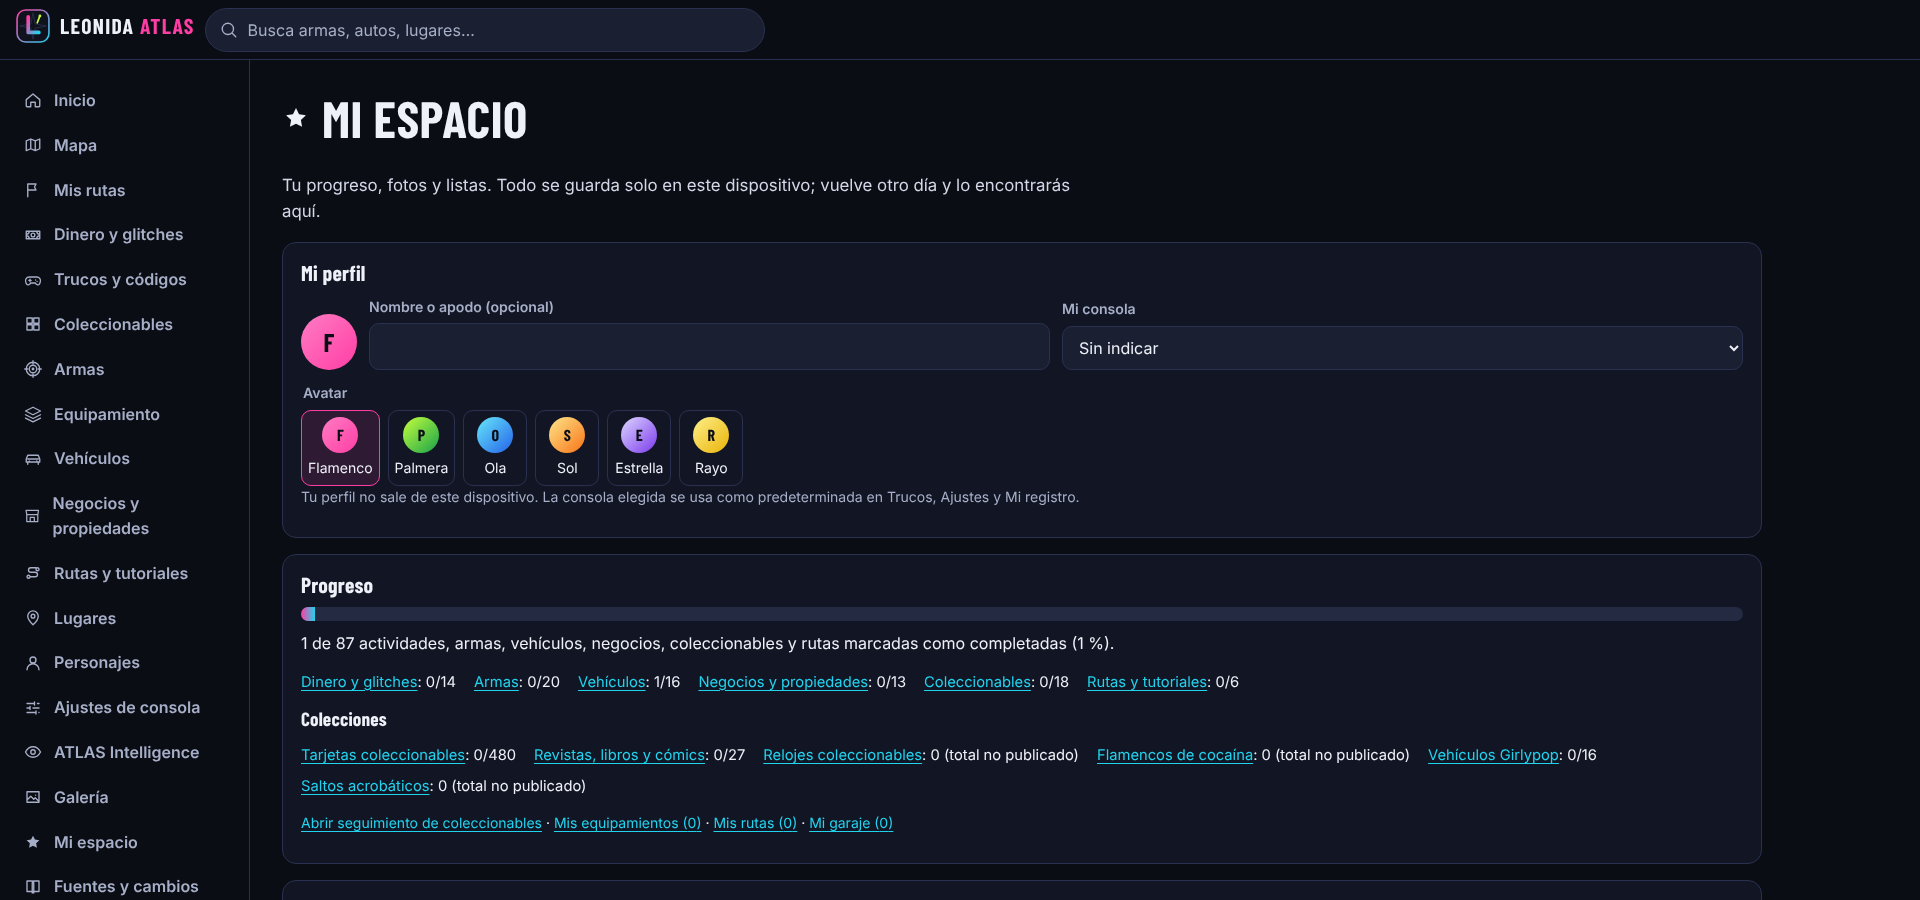 LEONIDA ATLAS
Busca armas, autos, lugares...
Inicio
Mapa
Mis rutas
Dinero y glitches
Trucos y códigos
Coleccionables
Armas
Equipamiento
Vehículos
Negocios y
propiedades
Rutas y tutoriales
Lugares
Personajes
Ajustes de consola
ATLAS Intelligence
Galería
Mi espacio
Fuentes y cambios
MI ESPACIO
Tu progreso, fotos y listas. Todo se guarda solo en este dispositivo; vuelve otro día y lo encontrarás
aquí.
Mi perfil
F
Nombre o apodo (opcional)
Mi consola
Sin indicar
Avatar
F P O S E R
Flamenco Palmera Ola Sol Estrella Rayo
Tu perfil no sale de este dispositivo. La consola elegida se usa como predeterminada en Trucos, Ajustes y Mi registro.
Progreso
1 de 87 actividades, armas, vehículos, negocios, coleccionables y rutas marcadas como completadas (1 %).
Dinero y glitches: 0/14 Armas: 0/20 Vehículos: 1/16 Negocios y propiedades: 0/13 Coleccionables: 0/18 Rutas y tutoriales: 0/6
Colecciones
Tarjetas coleccionables: 0/480 Revistas, libros y cómics: 0/27 Relojes coleccionables: 0 (total no publicado) Flamencos de cocaína: 0 (total no publicado) Vehículos Girlypop: 0/16
Saltos acrobáticos: 0 (total no publicado)
Abrir seguimiento de coleccionables · Mis equipamientos (0) · Mis rutas (0) · Mi garaje (0)